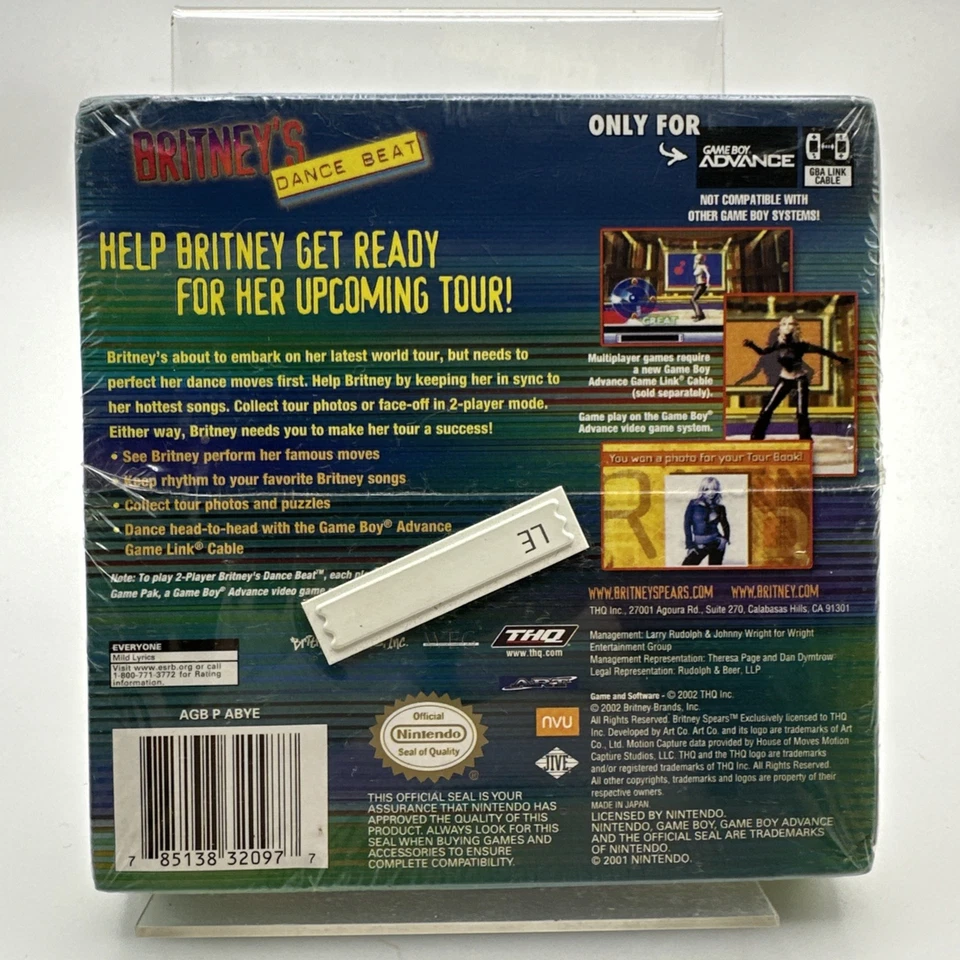 BRITNEY'S
DANCE BEAT
ONLY FOR
GAME BOY ADVANCE
GBA LINK
CABLE
NOT COMPATIBLE WITH
OTHER GAME BOY SYSTEMS!
HELP BRITNEY GET READY
FOR HER UPCOMING TOUR!
Britney's about to embark on her latest world tour, but needs to
perfect her dance moves first. Help Britney by keeping her in sync to
her hottest songs. Collect tour photos or face-off in 2-player mode.
Either way, Britney needs you to make her tour a success!
• See Britney perform her famous moves
• Keep rhythm to your favorite Britney songs
• Collect tour photos and puzzles
• Dance head-to-head with the Game Boy® Advance
Game Link® Cable
Note: To play 2-Player Britney's Dance Beat™, each
Game Pak, a Game Boy® Advance video
GREAT
Multiplayer games require
a new Game Boy
Advance Game Link® Cable
(sold separately).
Game play on the Game Boy®
Advance video game system.
You won a photo for your Tour Book!
WWW.BRITNEYSPEARS.COM WWW.BRITNEY.COM
THQ Inc., 27001 Agoura Rd., Suite 270, Calabasas Hills, CA 91301
LE
Inc.
THQ
www.thq.com
ART
Management: Larry Rudolph & Johnny Wright for Wright
Entertainment Group
Management Representation: Theresa Page and Dan Dymtrow
Legal Representation: Rudolph & Beer, LLP
EVERYONE
Mild Lyrics
Visit www.esrb.org or call
1-800-771-3772 for Rating
information.
AGB P ABYE
7 85138 32097 7
Official
Nintendo
Seal of Quality
®
THIS OFFICIAL SEAL IS YOUR
ASSURANCE THAT NINTENDO HAS
APPROVED THE QUALITY OF THIS
PRODUCT. ALWAYS LOOK FOR THIS
SEAL WHEN BUYING GAMES AND
ACCESSORIES TO ENSURE
COMPLETE COMPATIBILITY.
nvu
JIVE
Game and Software - © 2002 THQ Inc.
© 2002 Britney Brands, Inc.
All Rights Reserved. Britney Spears™ Exclusively licensed to THQ
Inc. Developed by Art Co. Art Co. and its logo are trademarks of Art
Co., Ltd. Motion Capture data provided by House of Moves Motion
Capture Studios, LLC. THQ and the THQ logo are trademarks
and/or registered trademarks of THQ Inc. All Rights Reserved.
All other copyrights, trademarks and logos are property of their
respective owners.
MADE IN JAPAN.
LICENSED BY NINTENDO.
NINTENDO, GAME BOY, GAME BOY ADVANCE
AND THE OFFICIAL SEAL ARE TRADEMARKS
OF NINTENDO.
© 2001 NINTENDO.